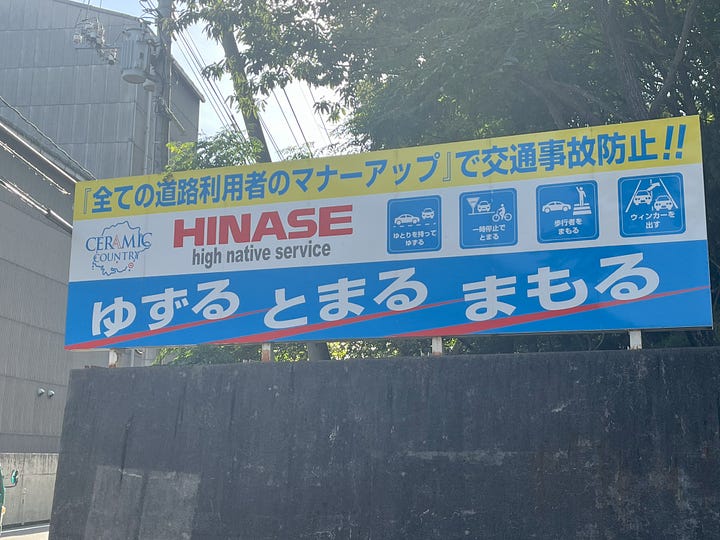 『全ての道路利用者のマナーアップ』で交通事故防止!!
CERAMIC
COUNTRY
HINASE
high native service
ゆとりを持って
ゆずる
一時停止で
とまる
歩行者を
まもる
ウィンカーを
出す
ゆずる とまる まもる